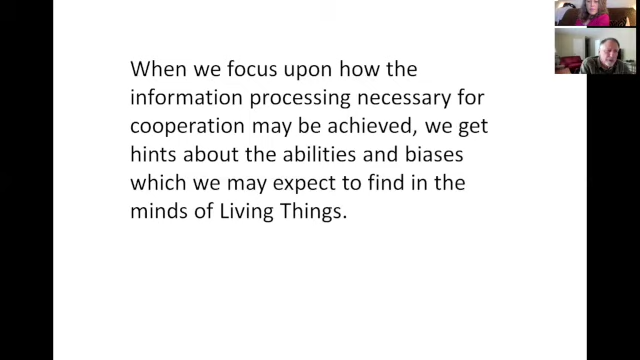 When we focus upon how the
information processing necessary for
cooperation may be achieved, we get
hints about the abilities and biases
which we may expect to find in the
minds of Living Things.